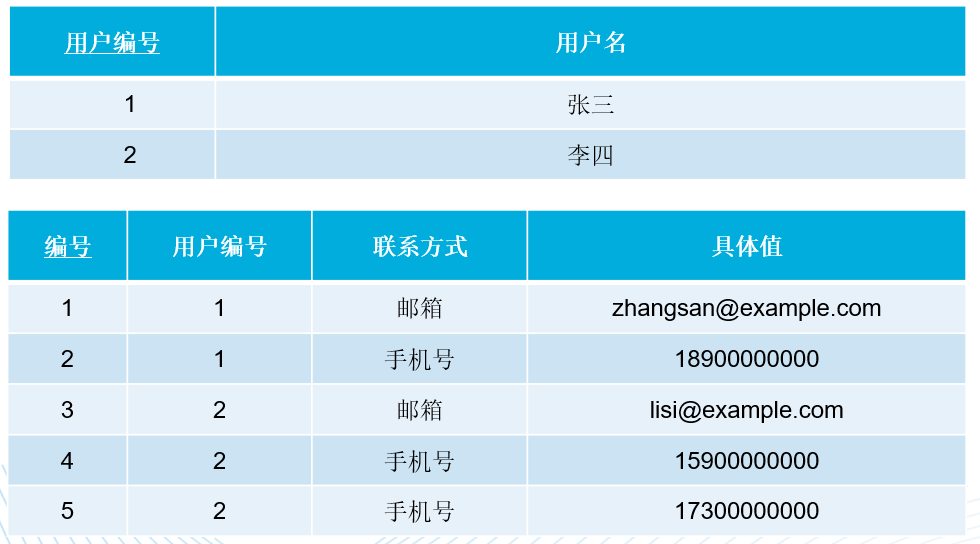 用户编号 用户名
1 张三
2 李四
编号 用户编号 联系方式 具体值
1 1 邮箱 zhangsan@example.com
2 1 手机号 18900000000
3 2 邮箱 lisi@example.com
4 2 手机号 15900000000
5 2 手机号 17300000000